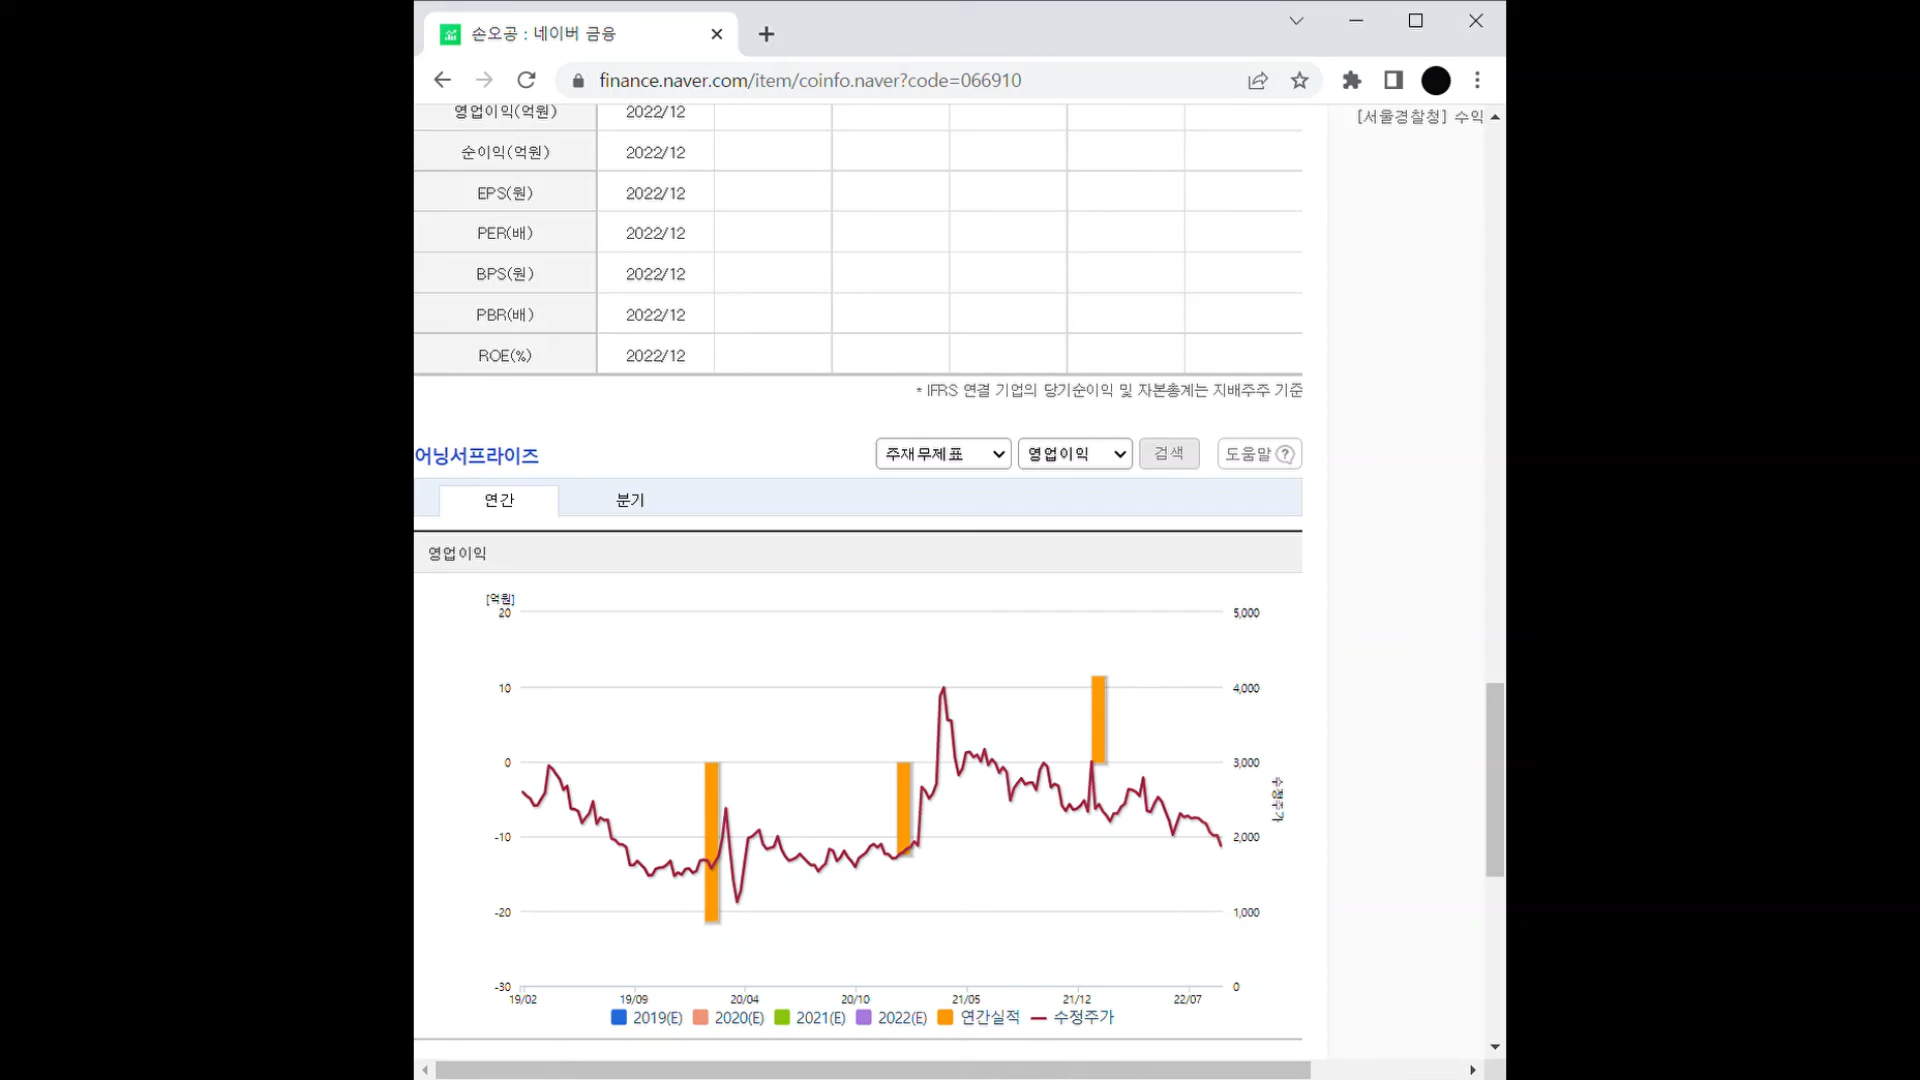 손오공 : 네이버 금융
finance.naver.com/item/coinfo.naver?code=066910
영업이익(억원) 2022/12
[서울경찰청] 수익
순이익(억원) 2022/12
EPS(원) 2022/12
PER(배) 2022/12
BPS(원) 2022/12
PBR(배) 2022/12
ROE(%) 2022/12
* IFRS 연결 기업의 당기순이익 및 자본총계는 지배주주 기준
어닝서프라이즈 주재무제표 영업이익 검색 도움말 ?
연간 분기
영업이익
[억원]
20 5,000
10 4,000
0 3,000
수정주가
-10 2,000
-20 1,000
-30 0
19/02 19/09 20/04 20/10 21/05 21/12 22/07
2019(E) 2020(E) 2021(E) 2022(E) 연간실적 수정주가